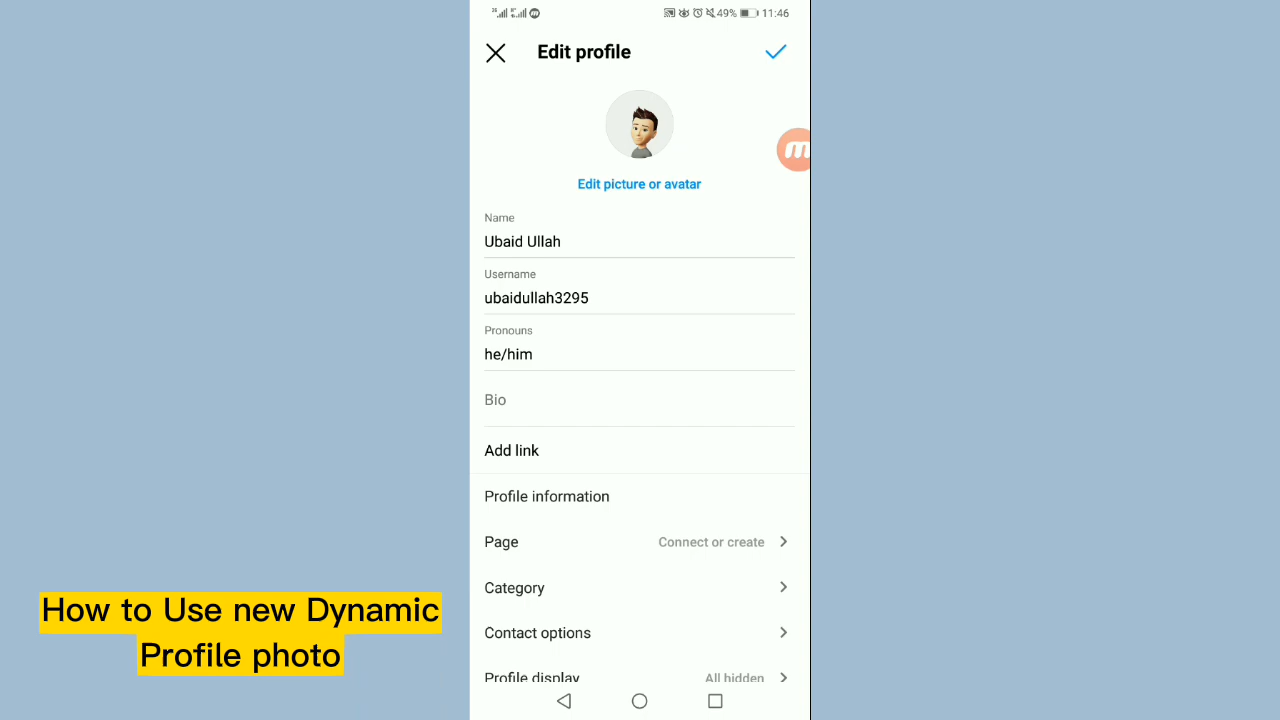 49% 11:46
Edit profile
m
Edit picture or avatar
Name
Ubaid Ullah
Username
ubaidullah3295
Pronouns
he/him
Bio
Add link
Profile information
Page Connect or create
Category
Contact options
Profile display All hidden
How to Use new Dynamic
Profile photo